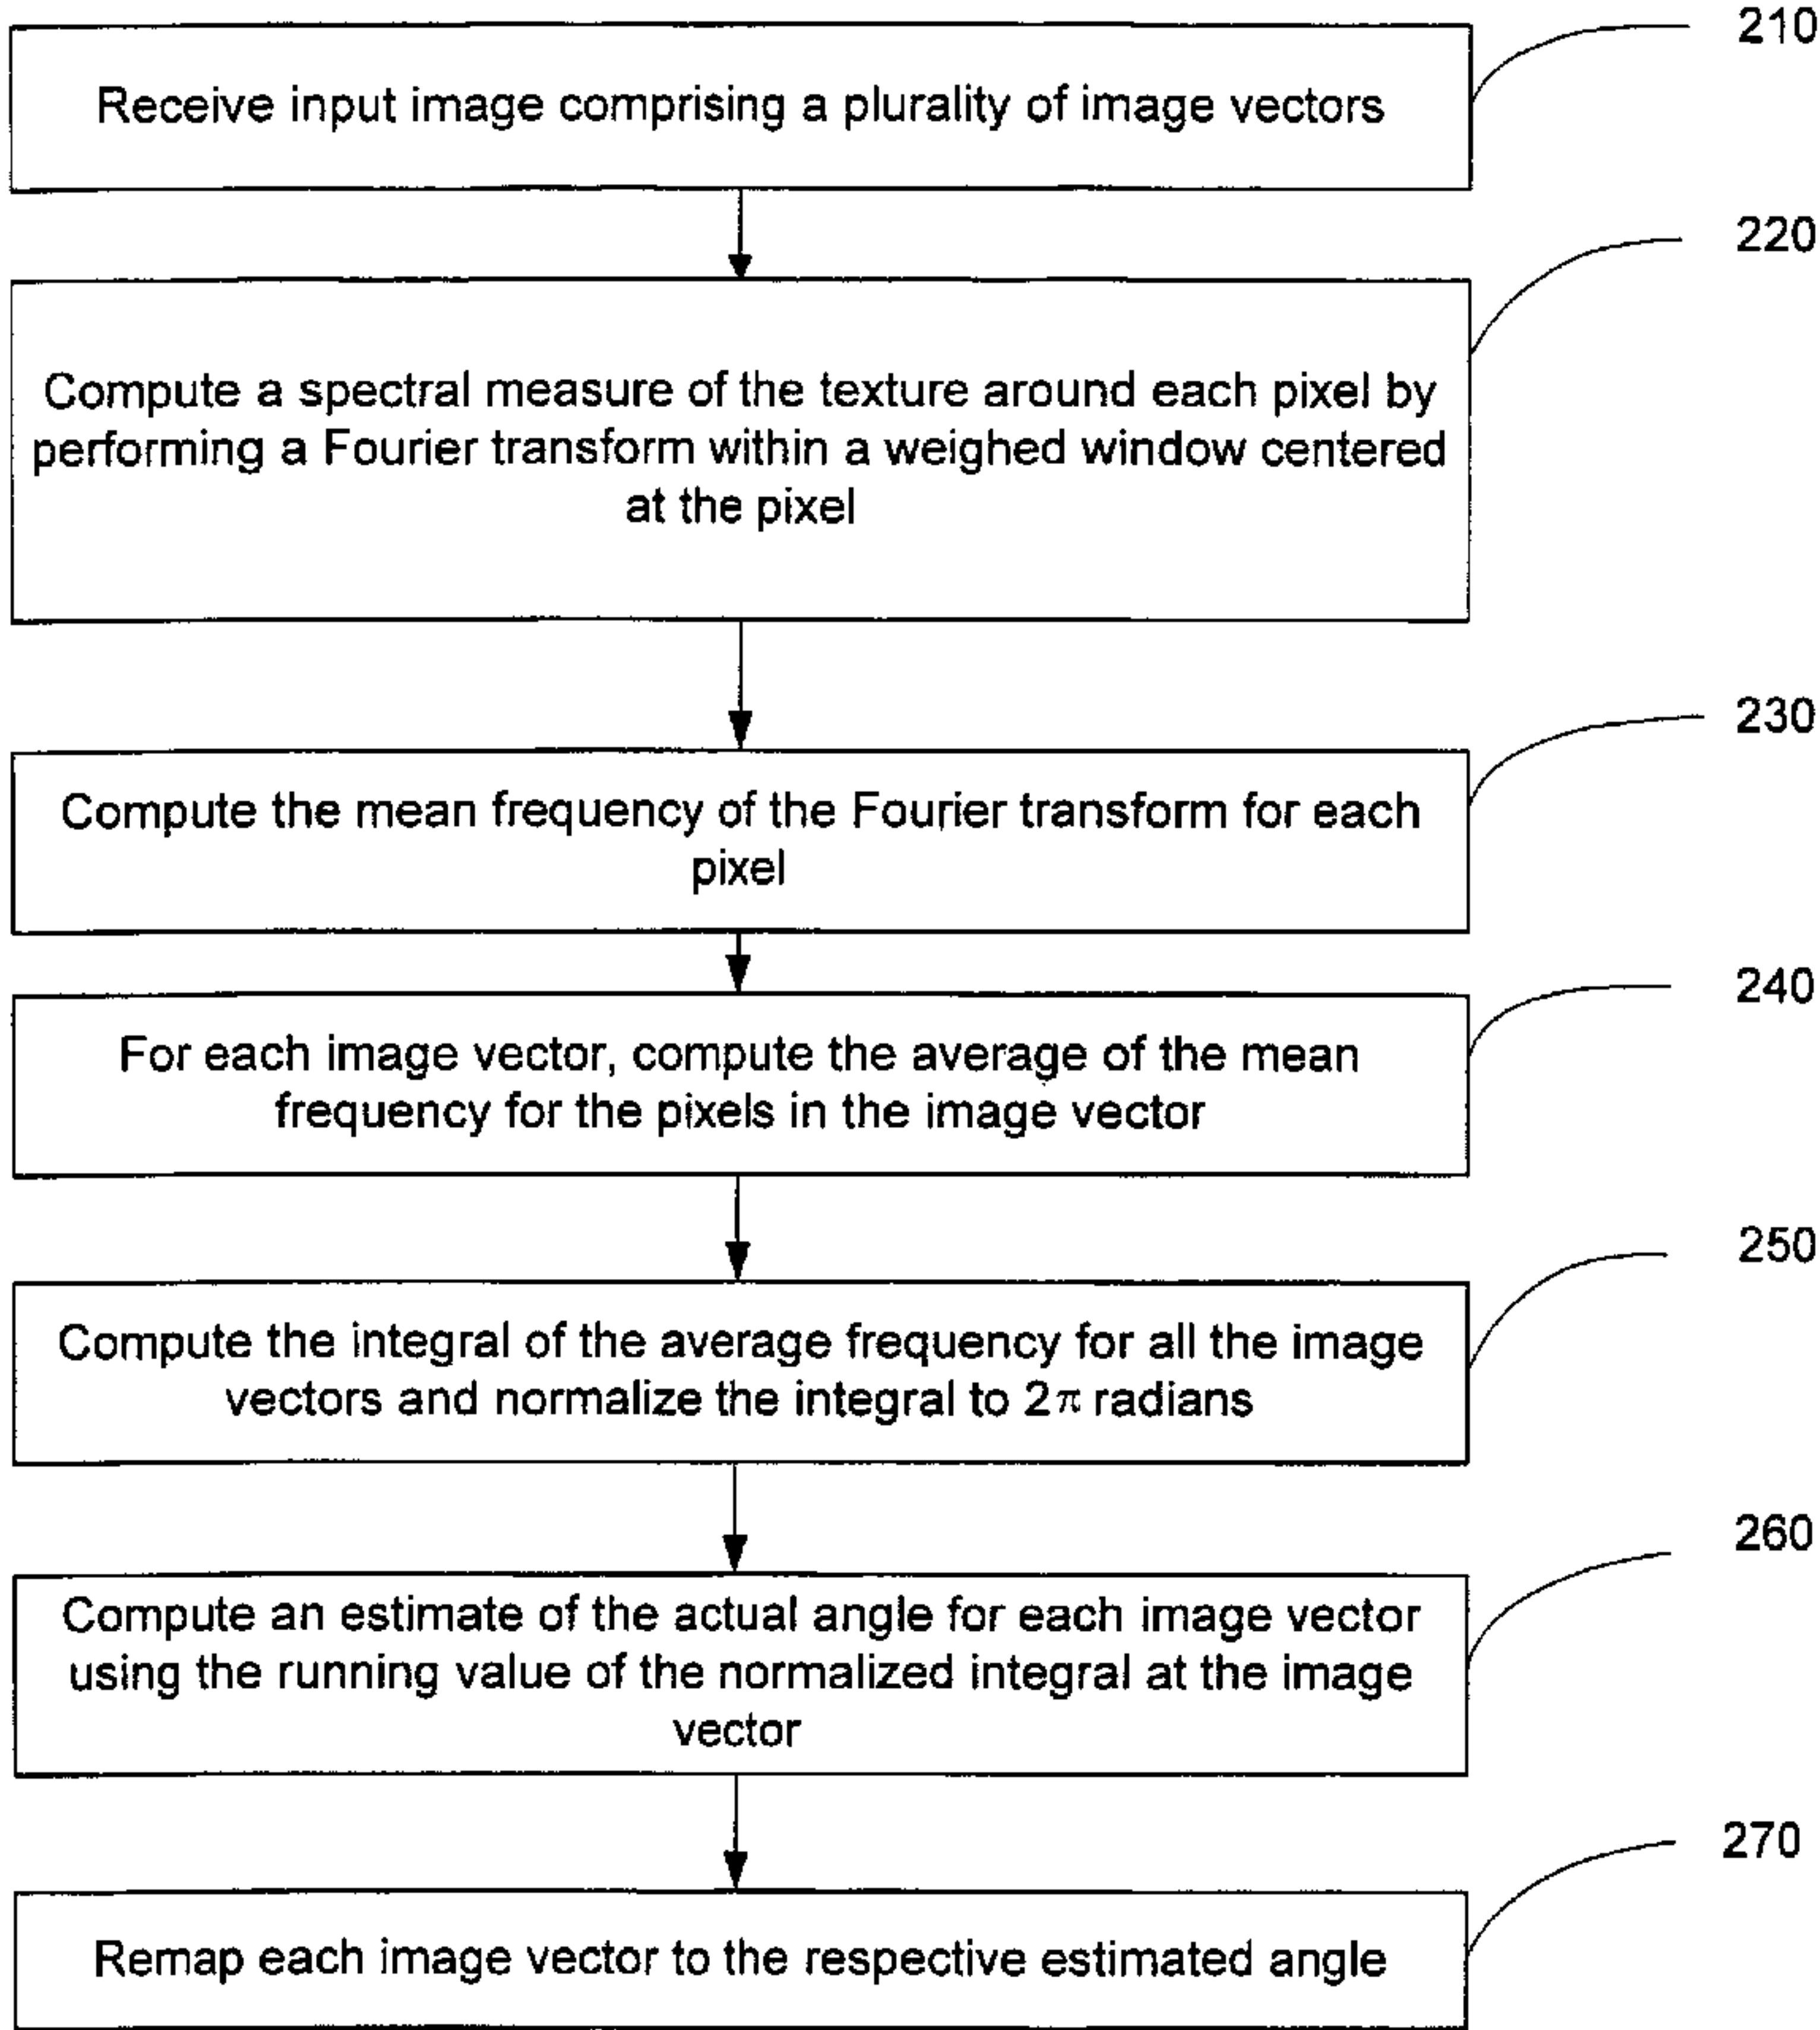 210
Receive input image comprising a plurality of image vectors
220
Compute a spectral measure of the texture around each pixel by
performing a Fourier transform within a weighed window centered
at the pixel
230
Compute the mean frequency of the Fourier transform for each
pixel
240
For each image vector, compute the average of the mean
frequency for the pixels in the image vector
250
Compute the integral of the average frequency for all the image
vectors and normalize the integral to 2π radians
260
Compute an estimate of the actual angle for each image vector
using the running value of the normalized integral at the image
vector
270
Remap each image vector to the respective estimated angle